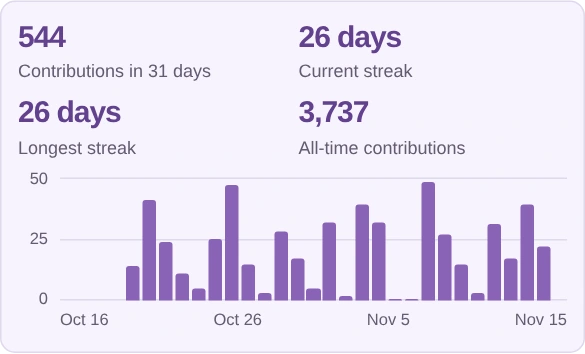 544
26 days
Contributions in 31 days
Current streak
26 days
3,737
Longest streak
All-time contributions
50
25
0
Oct 16
Oct 26
Nov 5
Nov 15